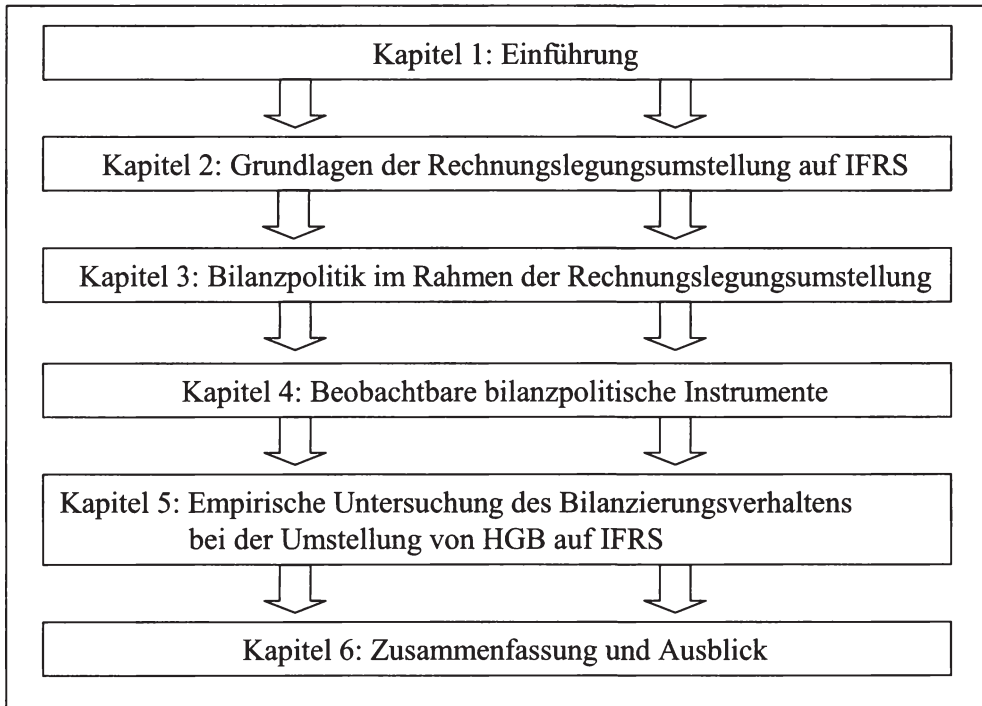 Kapitel 1: Einführung
Kapitel 2: Grundlagen der Rechnungslegungsumstellung auf IFRS
Kapitel 3: Bilanzpolitik im Rahmen der Rechnungslegungsumstellung
Kapitel 4: Beobachtbare bilanzpolitische Instrumente
Kapitel 5: Empirische Untersuchung des Bilanzierungsverhaltens
bei der Umstellung von HGB auf IFRS
Kapitel 6: Zusammenfassung und Ausblick